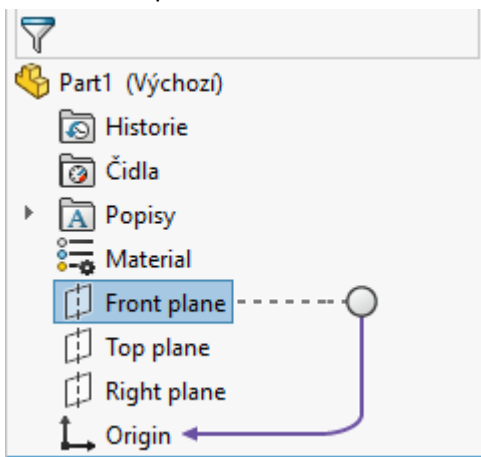 Part1 (Výchozí)
Historie
Čidla
Popisy
Material
Front plane
Top plane
Right plane
Origin